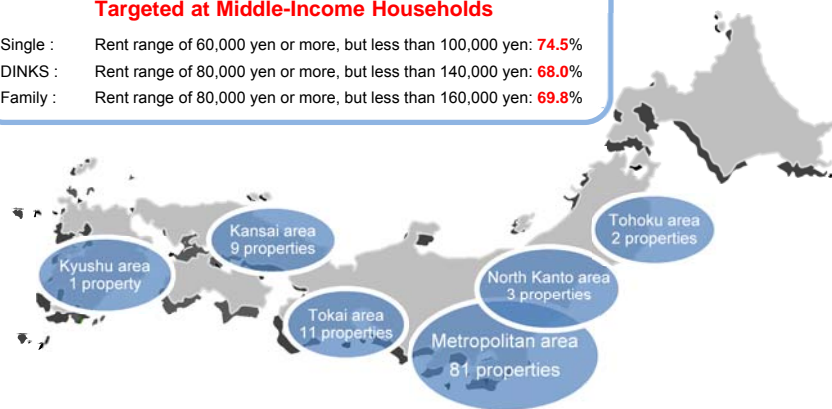 Targeted at Middle-Income Households
Single : Rent range of 60,000 yen or more, but less than 100,000 yen: 74.5%
DINKS : Rent range of 80,000 yen or more, but less than 140,000 yen: 68.0%
Family : Rent range of 80,000 yen or more, but less than 160,000 yen: 69.8%
Tohoku area
2 properties
Kansai area
9 properties
Kyushu area
1 property
North Kanto area
3 properties
Tokai area
11 properties
Metropolitan area
81 properties